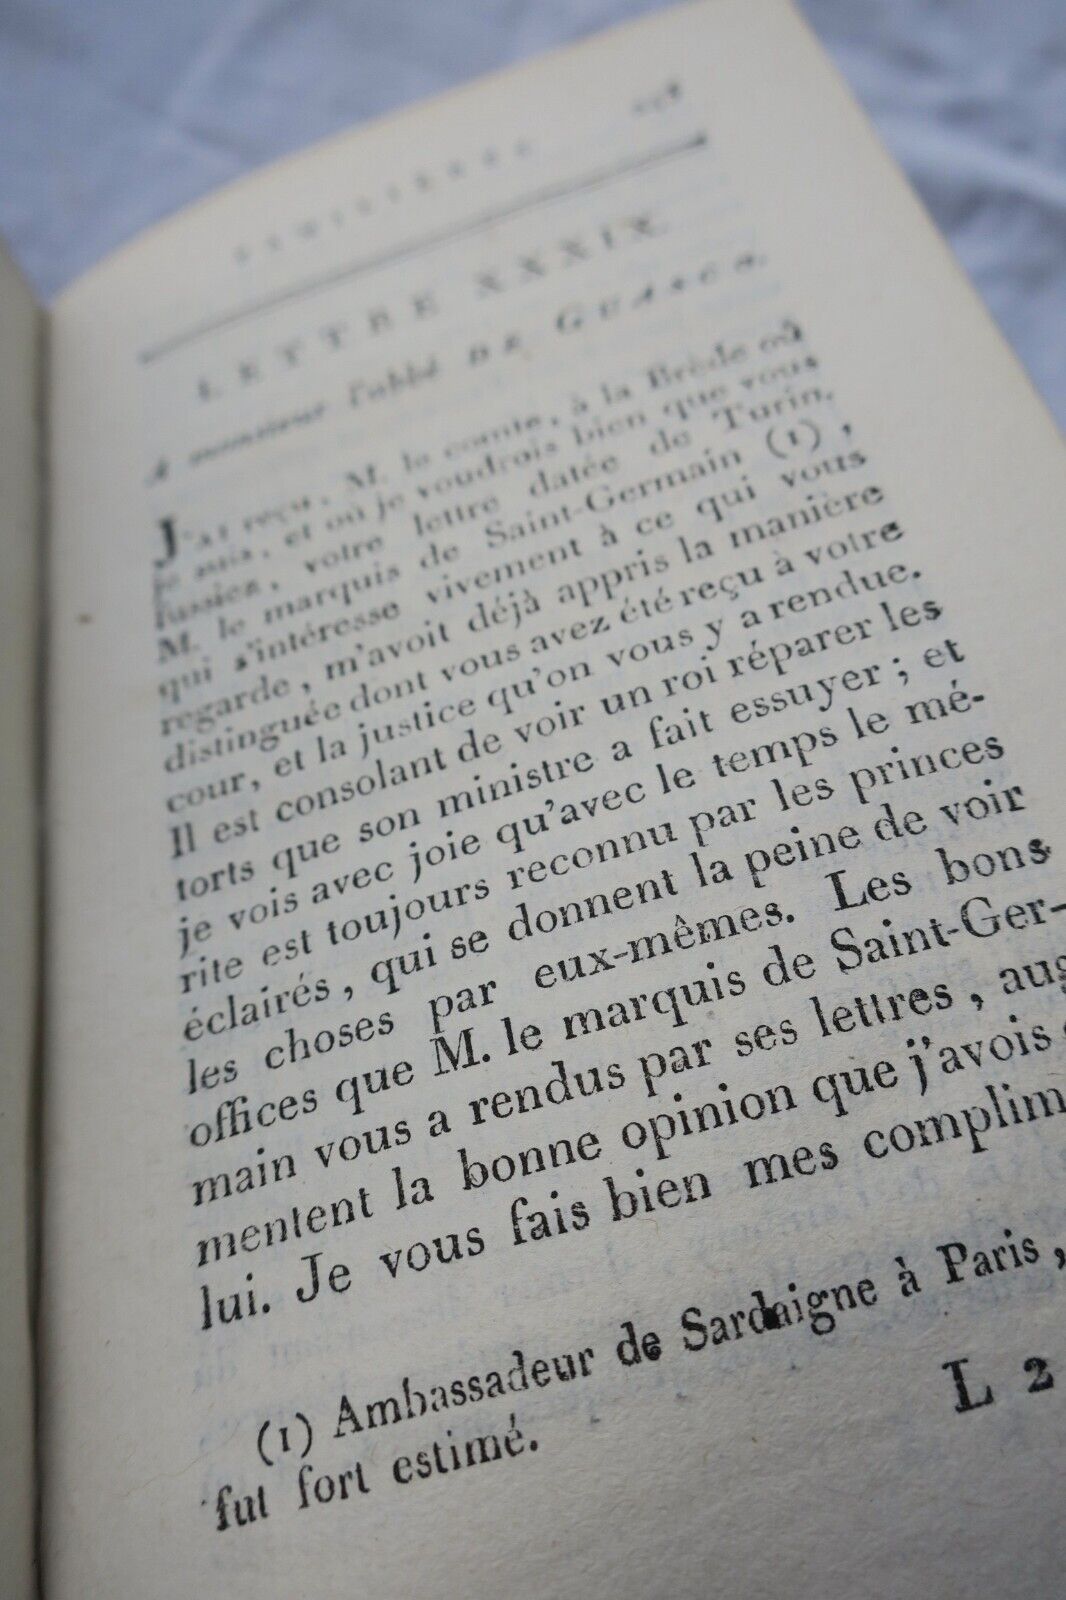 FAMILIÈRES.
LETTRE XXXIX.
A monsieur l'abbé DE GUASCO.
J'AI reçu, M. le comte, à la Brède où
je suis, et où je voudrois bien que vous
fussiez, votre lettre datée de Turin.
M. le marquis de Saint-Germain (1),
qui s'intéresse vivement à ce qui vous
regarde, m'avoit déjà appris la manière
distinguée dont vous avez été reçu à votre
cour, et la justice qu'on vous y a rendue.
Il est consolant de voir un roi réparer les
torts que son ministre a fait essuyer ; et
je vois avec joie qu'avec le temps le mé-
rite est toujours reconnu par les princes
éclairés, qui se donnent la peine de voir
les choses par eux-mêmes. Les bons
offices que M. le marquis de Saint-Ger-
main vous a rendus par ses lettres, aug
mentent la bonne opinion que j'avois
lui. Je vous fais bien mes complim
(1) Ambassadeur de Sardaigne à Paris,
fut fort estimé.
L 2